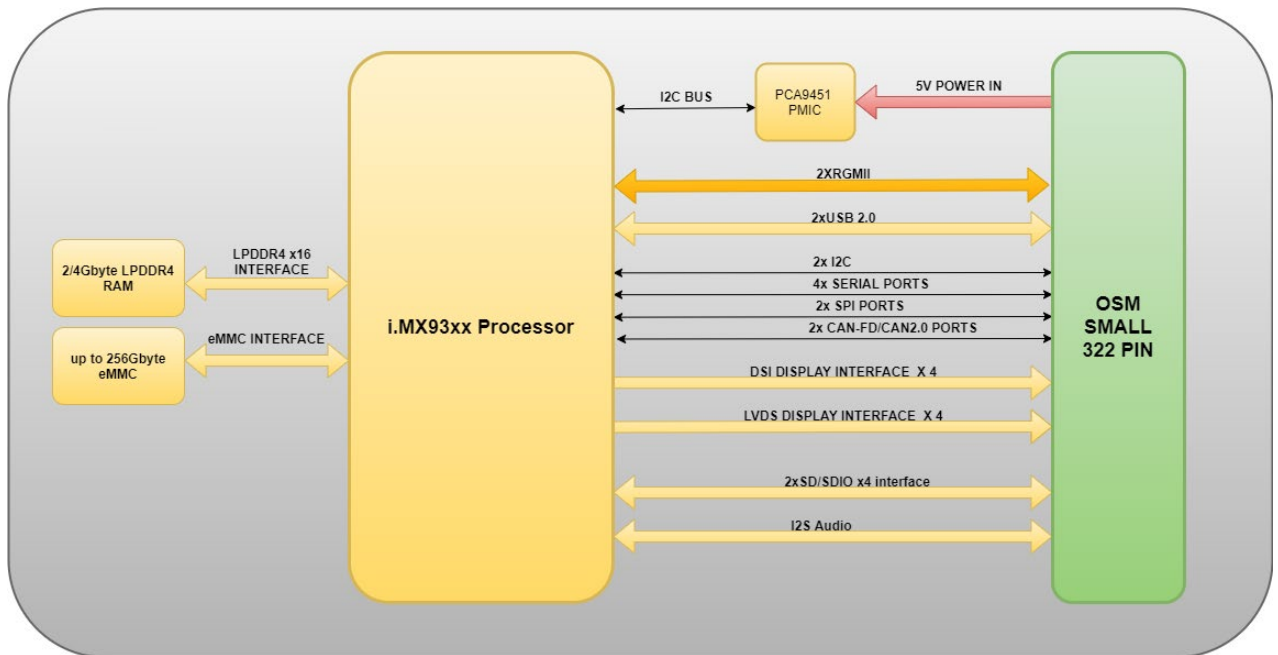 I2C BUS
PCA9451
PMIC
5V POWER IN
2XRGMII
2xUSB 2.0
2/4Gbyte LPDDR4
RAM
LPDDR4 x16
INTERFACE
up to 256Gbyte
eMMC
eMMC INTERFACE
i.MX93xx Processor
2x I2C
4x SERIAL PORTS
2x SPI PORTS
2x CAN-FD/CAN2.0 PORTS
DSI DISPLAY INTERFACE X 4
LVDS DISPLAY INTERFACE X 4
2xSD/SDIO x4 interface
I2S Audio
OSM
SMALL
322 PIN